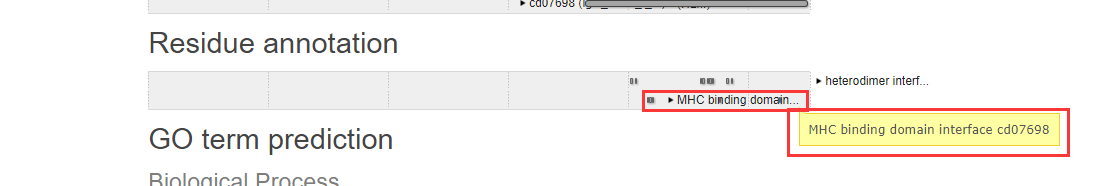 ▸ cd07698 (
Residue annotation
▸ heterodimer interf...
▸ MHC binding domain...
MHC binding domain interface cd07698
GO term prediction
Biological Process